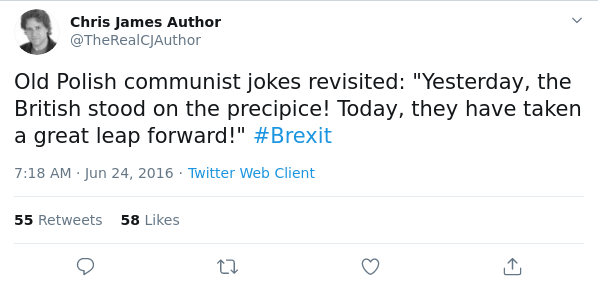 Chris James Author
@TheRealCJAuthor
Old Polish communist jokes revisited: "Yesterday, the
British stood on the precipice! Today, they have taken
a great leap forward!" #Brexit
7:18 AM · Jun 24, 2016 · Twitter Web Client
55 Retweets 58 Likes